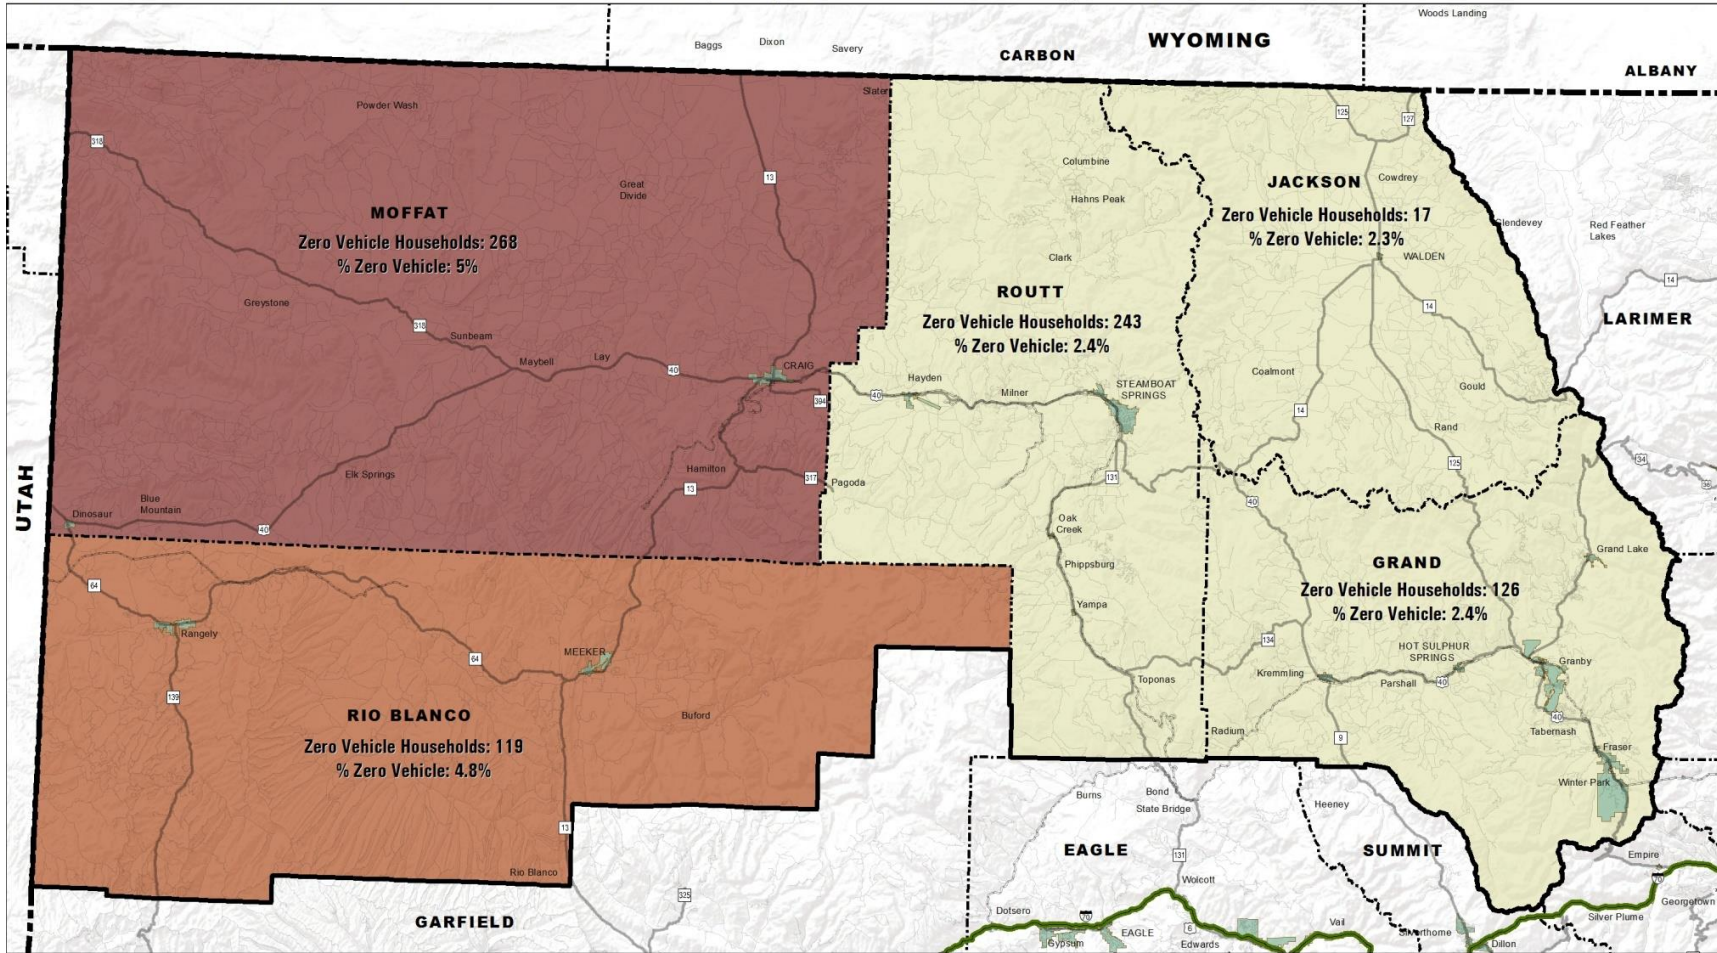 Woods Landing
WYOMING
Baggs
Dixon
Savery
CARBON
ALBANY
Slater
Powder Wash
125
127
318
Columbine
13
JACKSON
Cowdrey
Great
Divide
Hahns Peak
MOFFAT
Zero Vehicle Households: 17
% Zero Vehicle: 2.3%
Glendevey
Red Feather
Lakes
Zero Vehicle Households: 268
% Zero Vehicle: 5%
Clark
WALDEN
14
ROUTT
Greystone
14
LARIMER
Zero Vehicle Households: 243
% Zero Vehicle: 2.4%
318
Sunbeam
Maybell
Lay
40
CRAIG
Hayden
40
Milner
STEAMBOAT
SPRINGS
Coalmont
Gould
394
14
Rand
UTAH
Elk Springs
Hamilton
317
Pagoda
131
125
34
36
13
Blue
Mountain
Dinosaur
40
40
Oak
Creek
Grand Lake
GRAND
Phippsburg
64
Zero Vehicle Households: 126
% Zero Vehicle: 2.4%
Yampa
Rangely
134
MEEKER
64
HOT SULPHUR
SPRINGS
Granby
Toponas
Kremmling
Parshall
40
139
RIO BLANCO
Buford
40
Tabernash
Radium
9
Zero Vehicle Households: 119
% Zero Vehicle: 4.8%
Fraser
Winter Park
Burns
Bond
State Bridge
Heeney
13
EAGLE
131
SUMMIT
Empire
Rio Blanco
70
Wolcott
325
Georgetown
Dotsero
70
GARFIELD
6
Vail
Silver Plume
Gypsum
EAGLE
Edwards
Silverthorne
Dillon